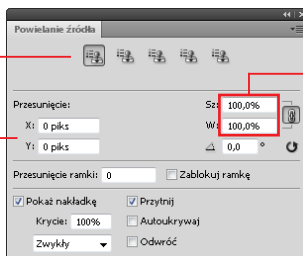 Powielanie źródła
Przesunięcie: Sz: 100,0%
X: 0 piks W: 100,0%
Y: 0 piks 0,0 °
Przesunięcie ramki: 0 Zablokuj ramkę
Pokaż nakładkę Przytnij
Krycie: 100% Autoukrywaj
Zwykły Odwróć